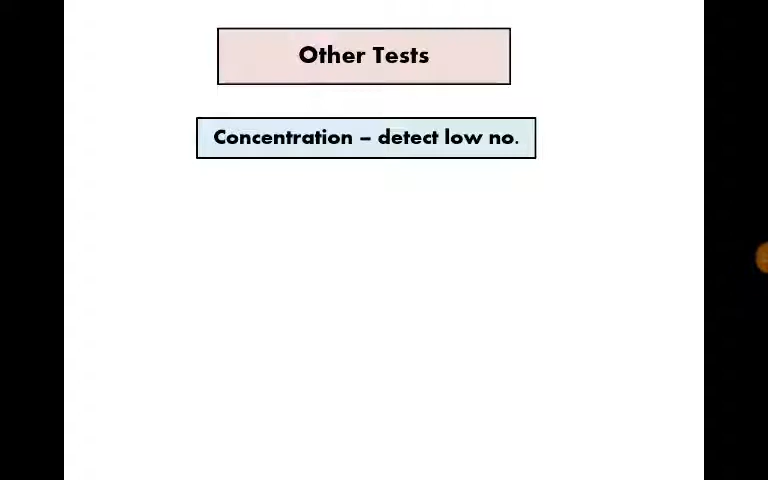 Other Tests
Concentration – detect low no.